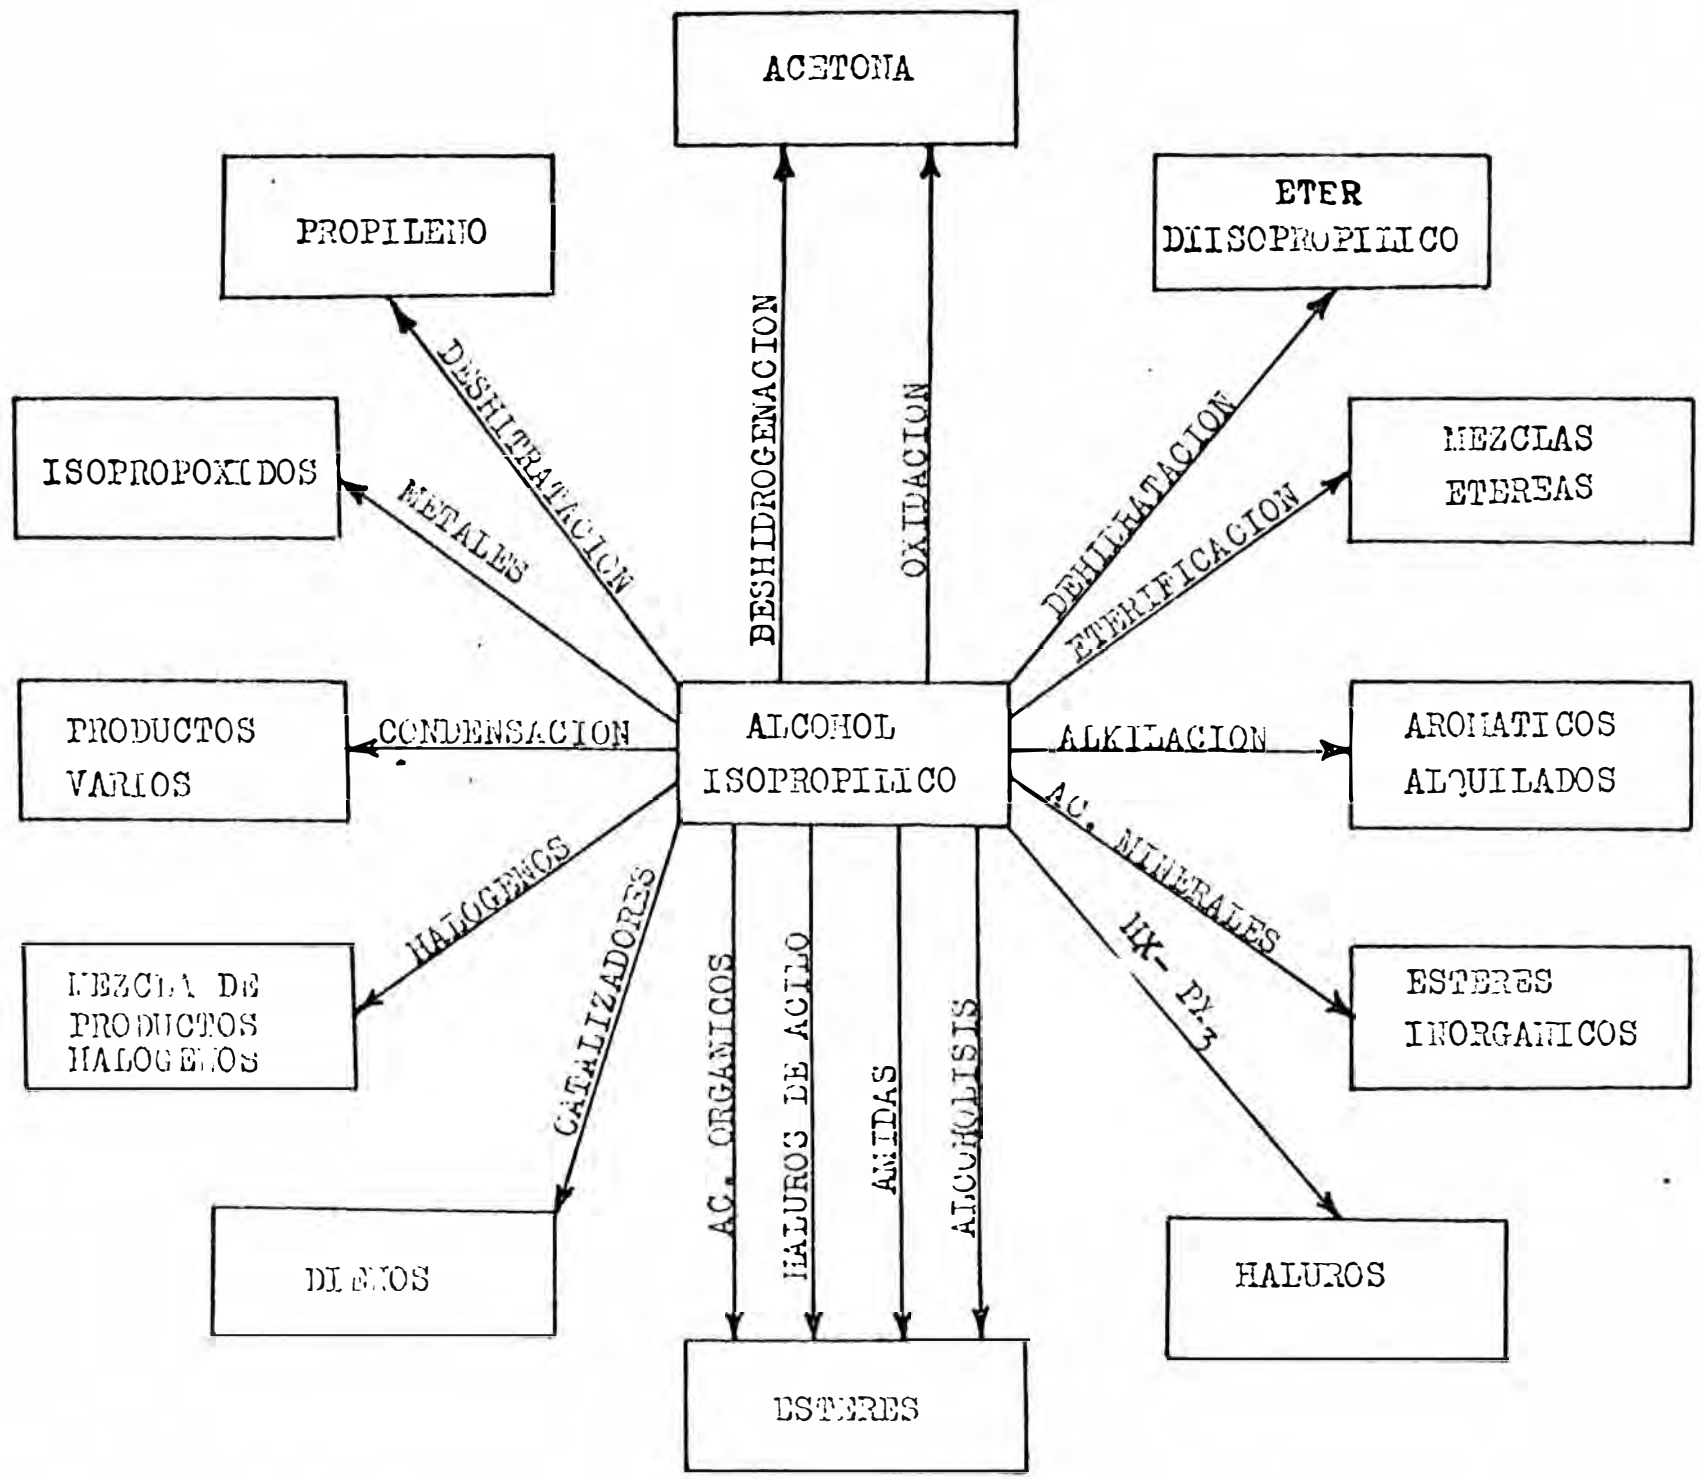 ACETONA
PROPILENO
ETER
DIISOPROPILICO
DESHIDROGENACION
OXIDACION
DESHITRATACION
DEHIDRATACION
ISOPROPOXIDOS
METALES
ETERIFICACION
MEZCLAS
ETEREAS
PRODUCTOS
VARIOS
CONDENSACION
ALCOHOL
ISOPROPILICO
ALKILACION
AROMATICOS
ALQUILADOS
HALOGENOS
AC. MINERALES
MEZCLA DE
PRODUCTOS
HALOGENOS
CATALIZADORES
AC. ORGANICOS
HALUROS DE ACILO
AMIDAS
ALCOHOLISIS
HX- PX3
ESTERES
INORGANICOS
DIENOS
HALUROS
ESTERES